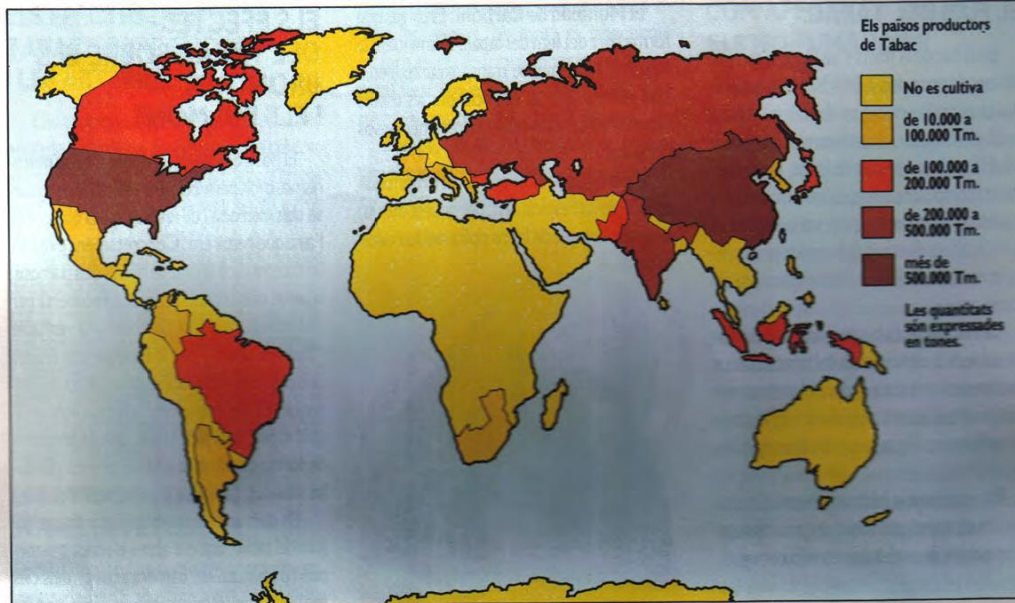 Els països productors
de Tabac
No es cultiva
de 10.000 a
100.000 Tm.
de 100.000 a
200.000 Tm.
de 200.000 a
500.000 Tm.
més de
500.000 Tm.
Les quantitats
són expressades
en tones.